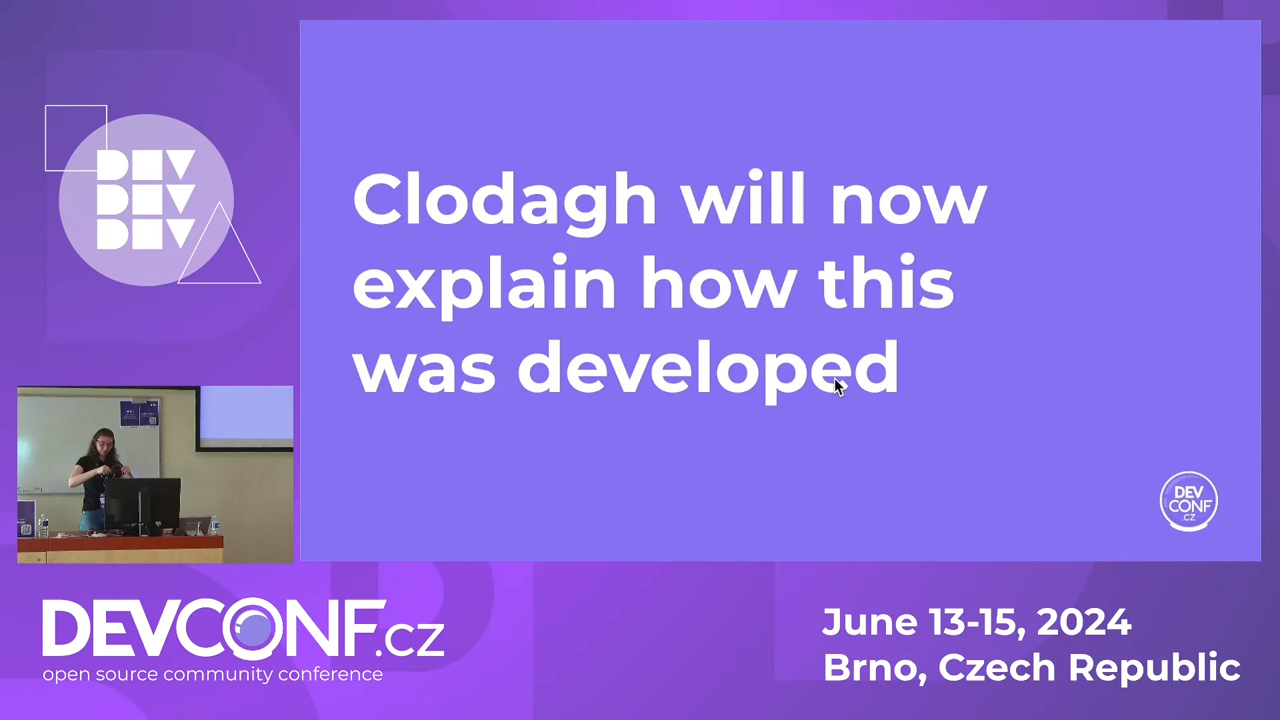 DEV
DEV
DEV
Clodagh will now
explain how this
was developed
DEV
CONF
.CZ
DEVCONF.cz
open source community conference
June 13-15, 2024
Brno, Czech Republic